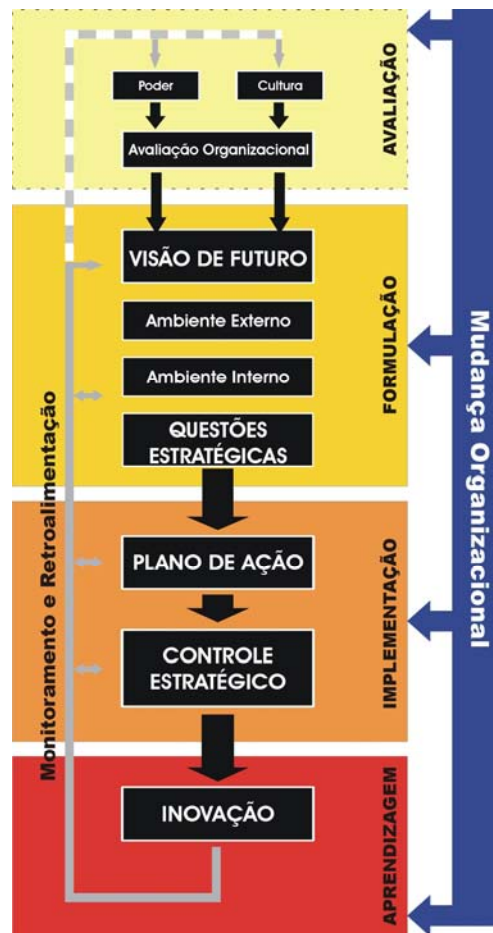 Poder
Cultura
Avaliação Organizacional
AVALIAÇÃO
VISÃO DE FUTURO
Ambiente Externo
Ambiente Interno
QUESTÕES
ESTRATÉGICAS
FORMULAÇÃO
PLANO DE AÇÃO
CONTROLE
ESTRATÉGICO
IMPLEMENTAÇÃO
INOVAÇÃO
APRENDIZAGEM
Monitoramento e Retroalimentação
Mudança Organizacional